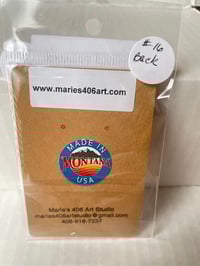 #16
Back
www.maries406art.com
MADE IN
MONTANA
USA
Marie's 406 Art Studio
maries406artstudio@gmail.com
406-916-7237